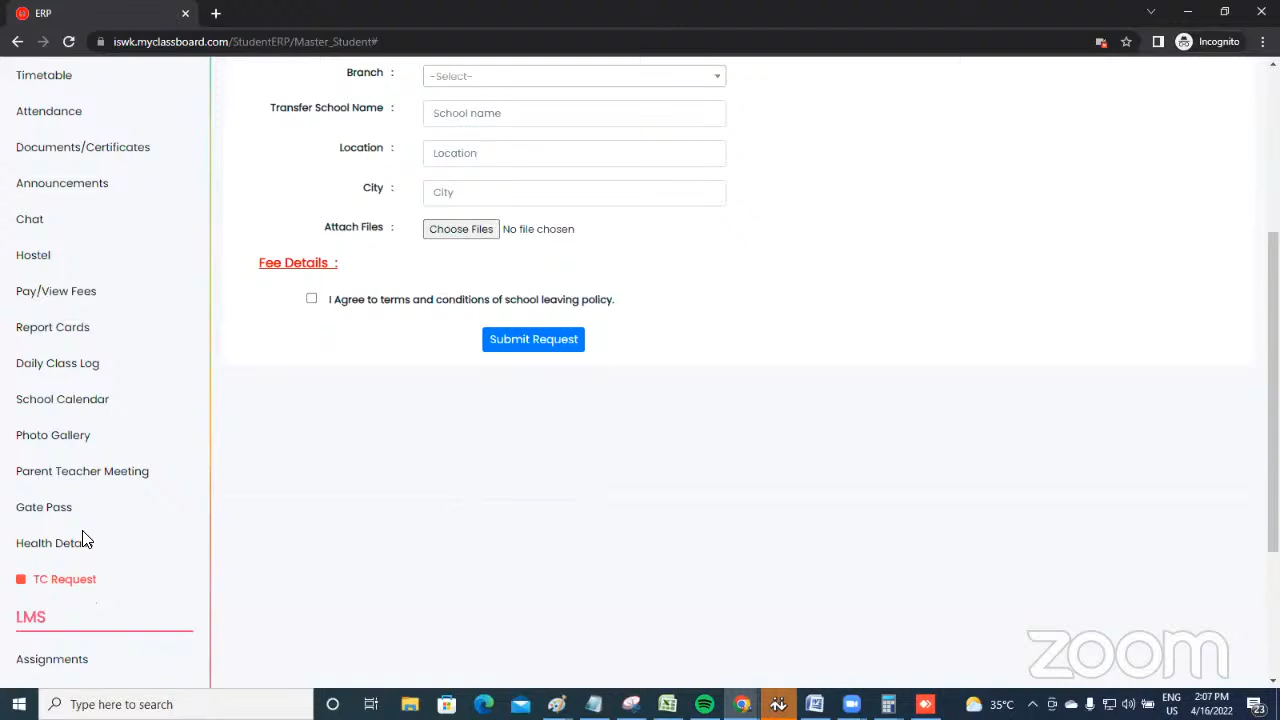 ERP
iswk.myclassboard.com/StudentERP/Master_Student#
Incognito
Timetable
Attendance
Documents/Certificates
Announcements
Chat
Hostel
Pay/View Fees
Report Cards
Daily Class Log
School Calendar
Photo Gallery
Parent Teacher Meeting
Gate Pass
Health Details
TC Request
LMS
Assignments
Branch :
-Select-
Transfer School Name :
School name
Location :
Location
City :
City
Attach Files :
Choose Files No file chosen
Fee Details :
I Agree to terms and conditions of school leaving policy.
Submit Request
zoom
Type here to search
35°C
ENG
US
2:07 PM
4/16/2022
23